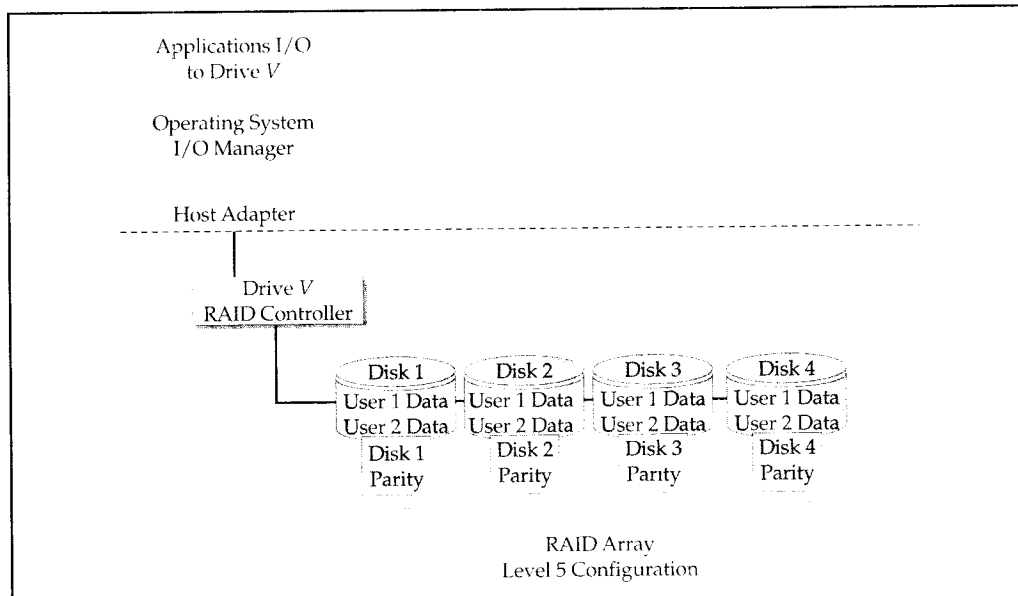 Applications I/O
to Drive V
Operating System
I/O Manager
Host Adapter
Drive V
RAID Controller
Disk 1 Disk 2 Disk 3 Disk 4
User 1 Data User 1 Data User 1 Data User 1 Data
User 2 Data User 2 Data User 2 Data User 2 Data
Disk 1 Disk 2 Disk 3 Disk 4
Parity Parity Parity Parity
RAID Array
Level 5 Configuration